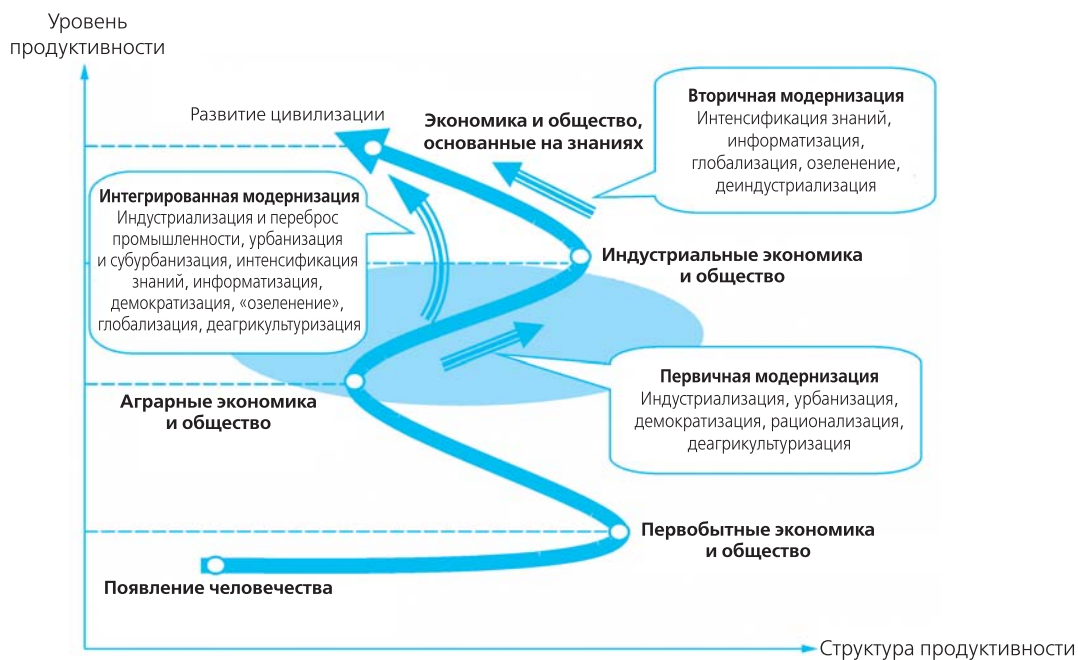 Уровень
продуктивности
Развитие цивилизации
Экономика и общество,
основанные на знаниях
Вторичная модернизация
Интенсификация знаний,
информатизация,
глобализация, озеленение,
деиндустриализация
Интегрированная модернизация
Индустриализация и переброс
промышленности, урбанизация
и субурбанизация, интенсификация
знаний, информатизация,
демократизация, «озеленение»,
глобализация, деагрикультуризация
Индустриальные экономика
и общество
Первичная модернизация
Индустриализация, урбанизация,
демократизация, рационализация,
деагрикультуризация
Аграрные экономика
и общество
Первобытные экономика
и общество
Появление человечества
Структура продуктивности